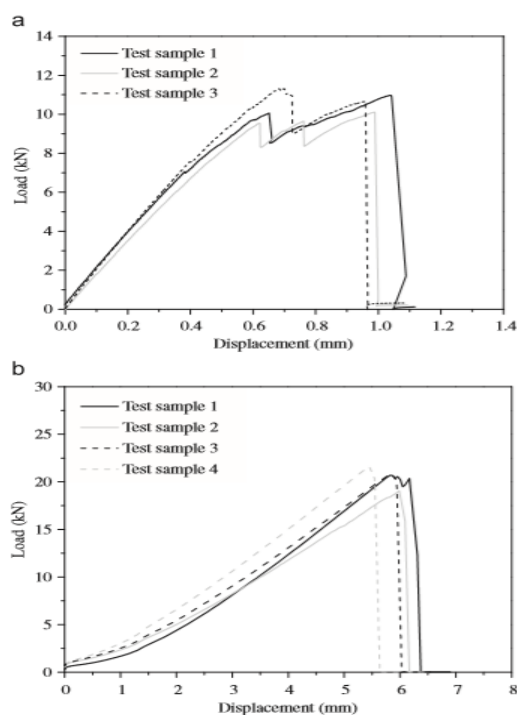 a
14
12
10
8
6
4
2
0
Load (kN)
Test sample 1
Test sample 2
Test sample 3
0.0 0.2 0.4 0.6 0.8 1.0 1.2 1.4
Displacement (mm)
b
30
25
20
15
10
5
0
Load (kN)
Test sample 1
Test sample 2
Test sample 3
Test sample 4
0 1 2 3 4 5 6 7 8
Displacement (mm)